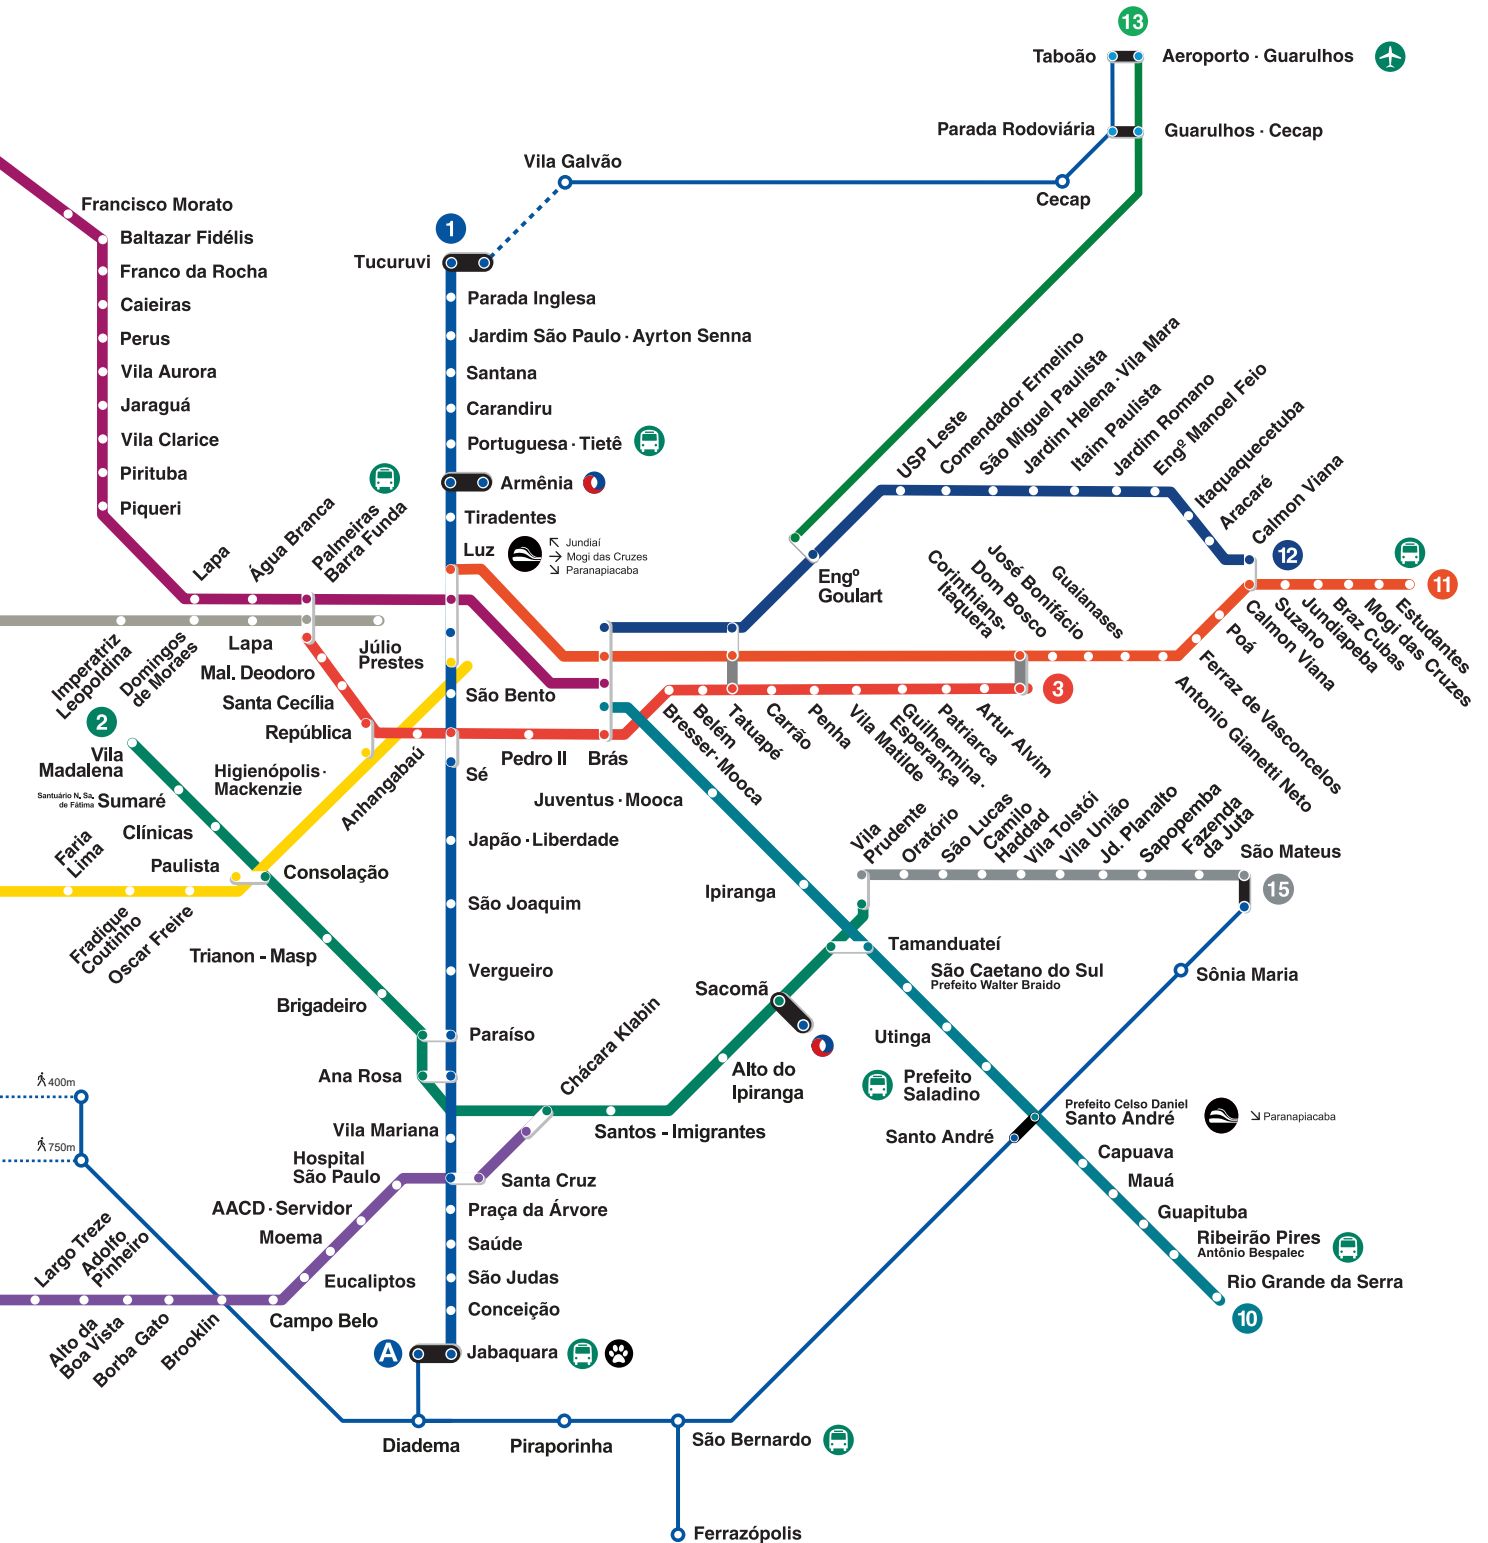 13
Taboão
Aeroporto · Guarulhos
Parada Rodoviária
Guarulhos · Cecap
Vila Galvão
Cecap
Francisco Morato
Baltazar Fidélis
Franco da Rocha
Caieiras
Perus
Vila Aurora
Jaraguá
Vila Clarice
Pirituba
Piqueri
1
Tucuruvi
Parada Inglesa
Jardim São Paulo · Ayrton Senna
Santana
Carandiru
Portuguesa · Tietê
Armênia
Tiradentes
Luz
Jundiaí
Mogi das Cruzes
Paranapiacaba
Lapa
Água Branca
Palmeiras
Barra Funda
USP Leste
Comendador Ermelino
São Miguel Paulista
Jardim Helena · Vila Mara
Itaim Paulista
Jardim Romano
Engº Manoel Feio
Itaquaquecetuba
Aracaré
Calmon Viana
12
11
Engº
Goulart
Corinthians-
Itaquera
Dom Bosco
José Bonifácio
Guaianases
Imperatriz
Leopoldina
Domingos
de Moraes
Lapa
Júlio
Prestes
Mal. Deodoro
Santa Cecília
República
São Bento
Higienópolis ·
Mackenzie
Anhangabaú
Sé
Pedro II
Brás
3
Bresser · Mooca
Belém
Tatuapé
Carrão
Penha
Vila Matilde
Guilhermina ·
Esperança
Patriarca
Artur Alvim
Antonio Gianetti Neto
Ferraz de Vasconcelos
Poá
Calmon Viana
Suzano
Jundiapeba
Braz Cubas
Mogi das Cruzes
Estudantes
2
Vila
Madalena
Santuário N. Sa.
de Fátima
Sumaré
Clínicas
Faria
Lima
Paulista
Consolação
Fradique
Coutinho
Oscar Freire
Trianon - Masp
Brigadeiro
Juventus · Mooca
Japão · Liberdade
São Joaquim
Vergueiro
Paraíso
Ana Rosa
Ipiranga
Vila
Prudente
Oratório
São Lucas
Camilo
Haddad
Vila Tolstói
Vila União
Jd. Planalto
Sapopemba
Fazenda
da Juta
São Mateus
15
Tamanduateí
São Caetano do Sul
Prefeito Walter Braido
Sônia Maria
Sacomã
Utinga
Alto do
Ipiranga
Prefeito
Saladino
Chácara Klabin
Santos - Imigrantes
Prefeito Celso Daniel
Santo André
Paranapiacaba
Santo André
Capuava
Mauá
Guapituba
Ribeirão Pires
Antônio Bespalec
Rio Grande da Serra
10
400m
750m
Vila Mariana
Hospital
São Paulo
Santa Cruz
AACD · Servidor
Moema
Eucaliptos
Campo Belo
Praça da Árvore
Saúde
São Judas
Conceição
A
Jabaquara
Largo Treze
Adolfo
Pinheiro
Alto da
Boa Vista
Borba Gato
Brooklin
Diadema
Piraporinha
São Bernardo
Ferrazópolis